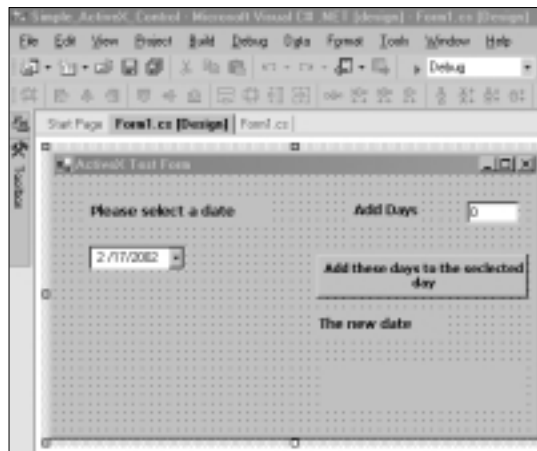 Simple_ActiveX_Control - Microsoft Visual C# .NET [design] - Form1.cs [Design]
File Edit View Project Build Debug Data Format Tools Window Help
Debug
Start Page Form1.cs [Design] Form1.cs
Toolbox
ActiveX Test Form
Please select a date
Add Days
0
2 /17/2002
Add these days to the seclected
day
The new date